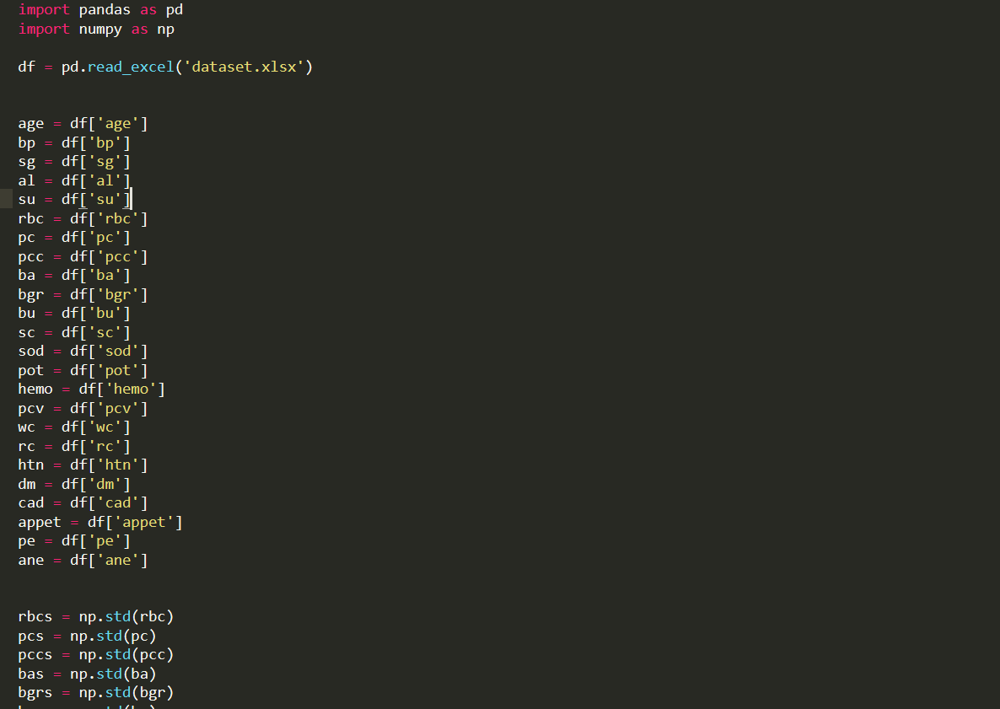 import pandas as pd
import numpy as np
df = pd.read_excel('dataset.xlsx')
age = df['age']
bp = df['bp']
sg = df['sg']
al = df['al']
su = df['su']
rbc = df['rbc']
pc = df['pc']
pcc = df['pcc']
ba = df['ba']
bgr = df['bgr']
bu = df['bu']
sc = df['sc']
sod = df['sod']
pot = df['pot']
hemo = df['hemo']
pcv = df['pcv']
wc = df['wc']
rc = df['rc']
htn = df['htn']
dm = df['dm']
cad = df['cad']
appet = df['appet']
pe = df['pe']
ane = df['ane']
rbcs = np.std(rbc)
pcs = np.std(pc)
pccs = np.std(pcc)
bas = np.std(ba)
bgrs = np.std(bgr)